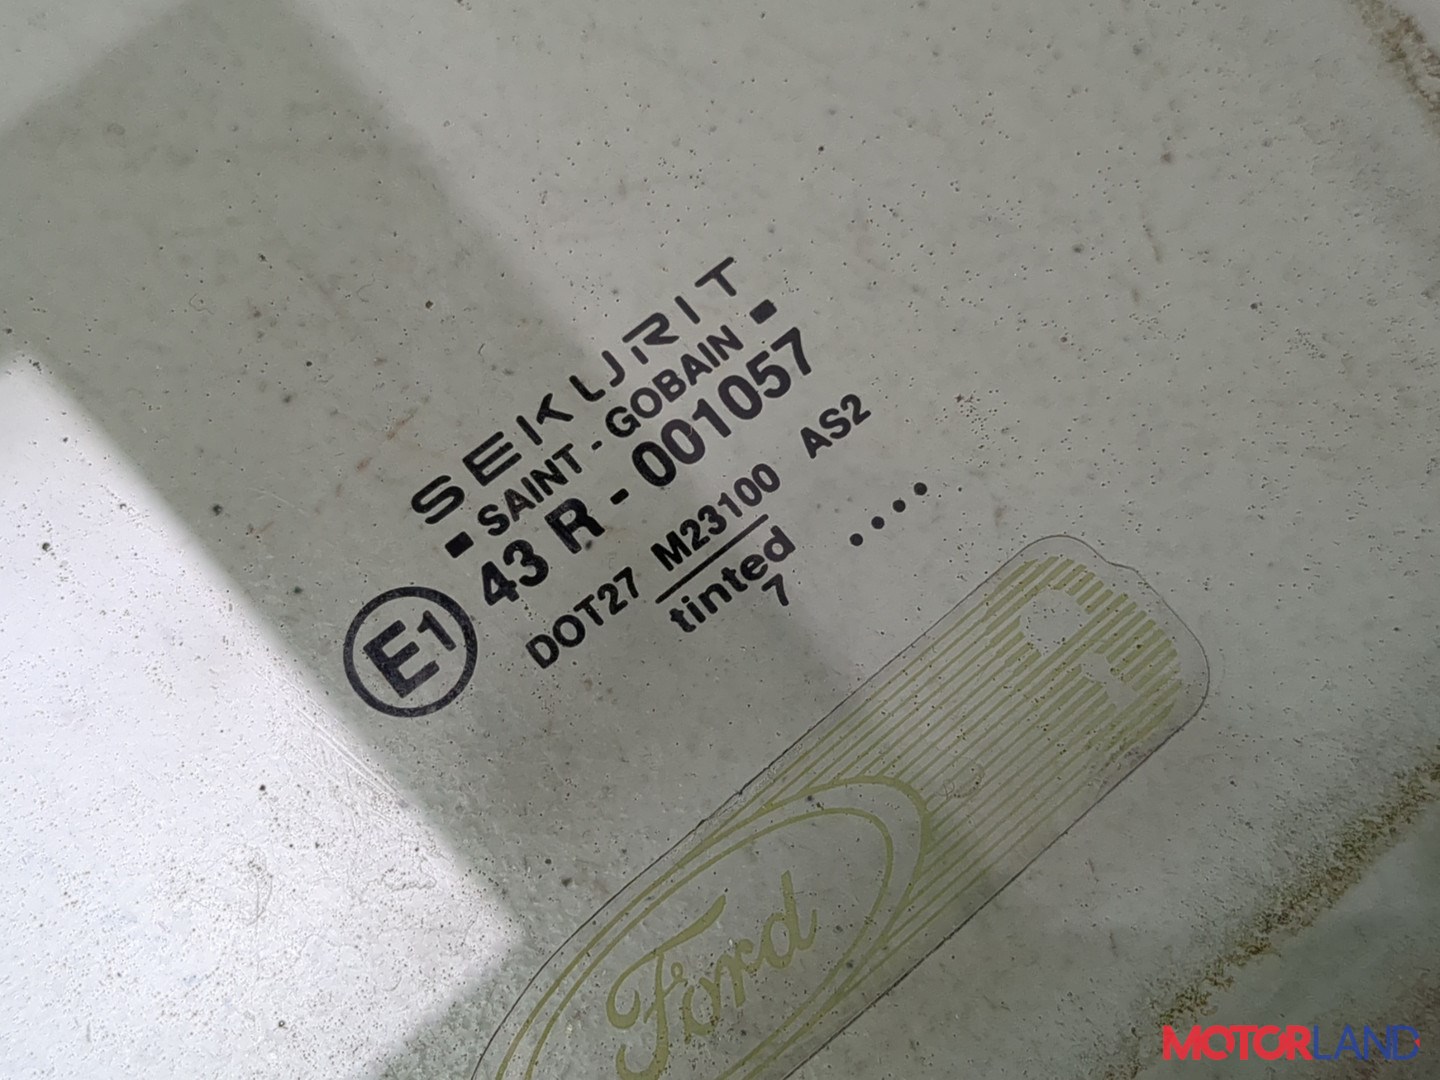 SEKURIT
SAINT-GOBAIN
E1 43 R - 001057
DOT27 M23100 AS2
tinted ....
7
Ford
MOTORLAND